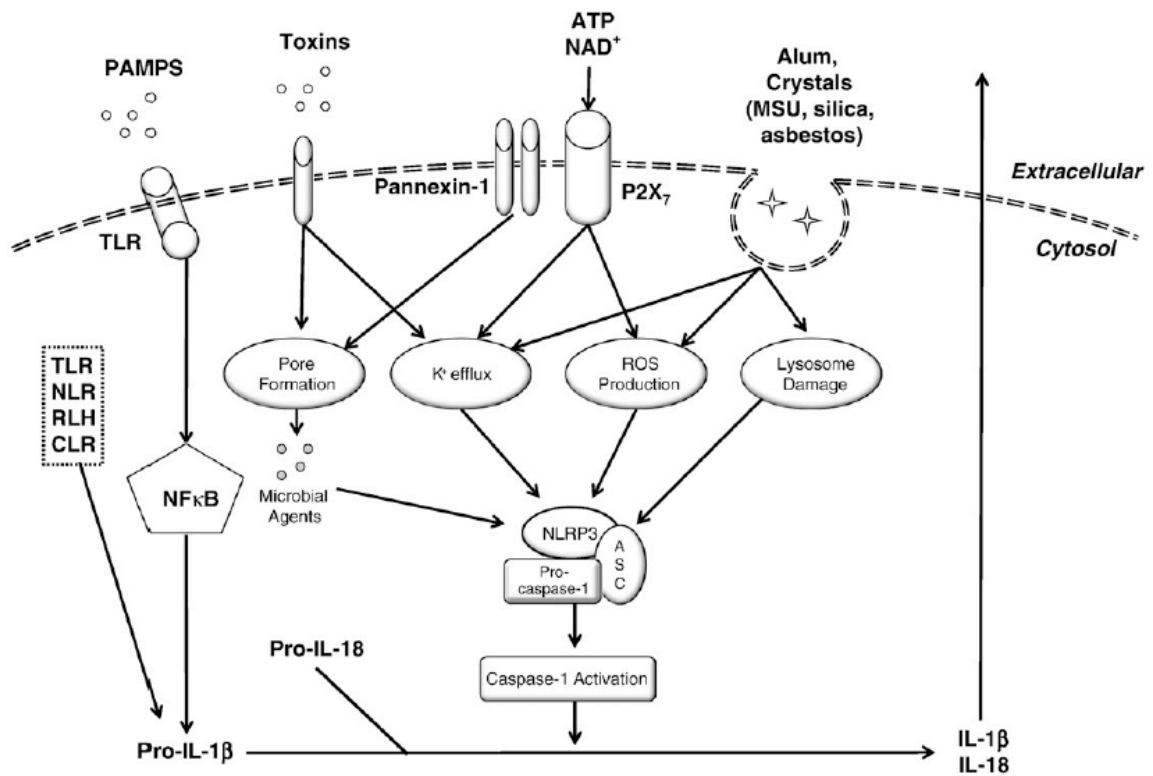 PAMPS
Toxins
ATP
NAD⁺
Alum,
Crystals
(MSU, silica,
asbestos)
Pannexin-1
P2X₇
Extracellular
Cytosol
TLR
TLR
NLR
RLH
CLR
Pore
Formation
K⁺ efflux
ROS
Production
Lysosome
Damage
NFκB
Microbial
Agents
NLRP3
ASC
Pro-
caspase-1
Pro-IL-18
Caspase-1 Activation
Pro-IL-1β
IL-1β
IL-18